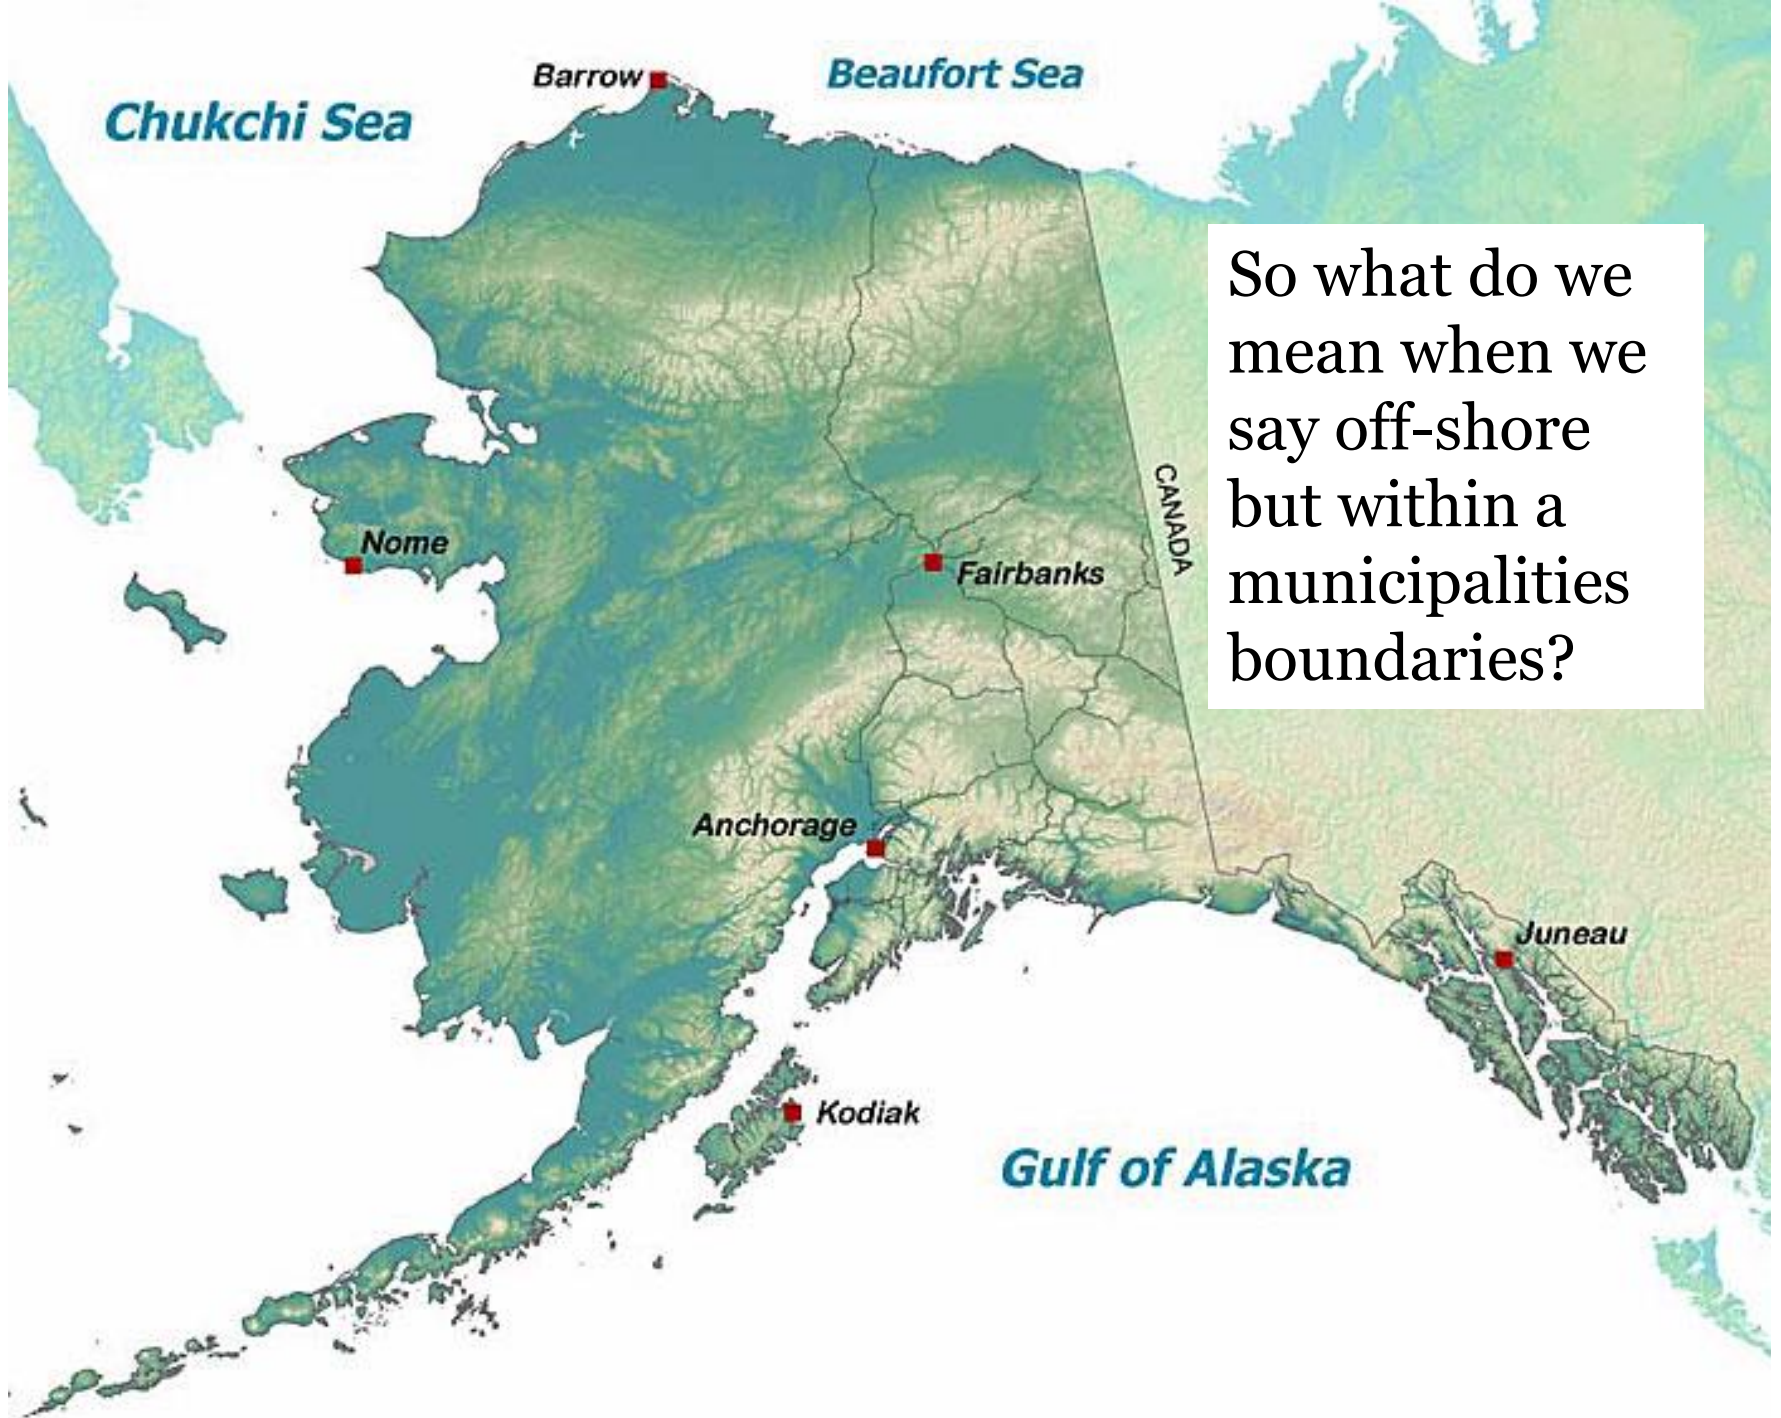 Barrow
Beaufort Sea
Chukchi Sea
So what do we
mean when we
say off-shore
but within a
municipalities
boundaries?
CANADA
Nome
Fairbanks
Anchorage
Juneau
Kodiak
Gulf of Alaska